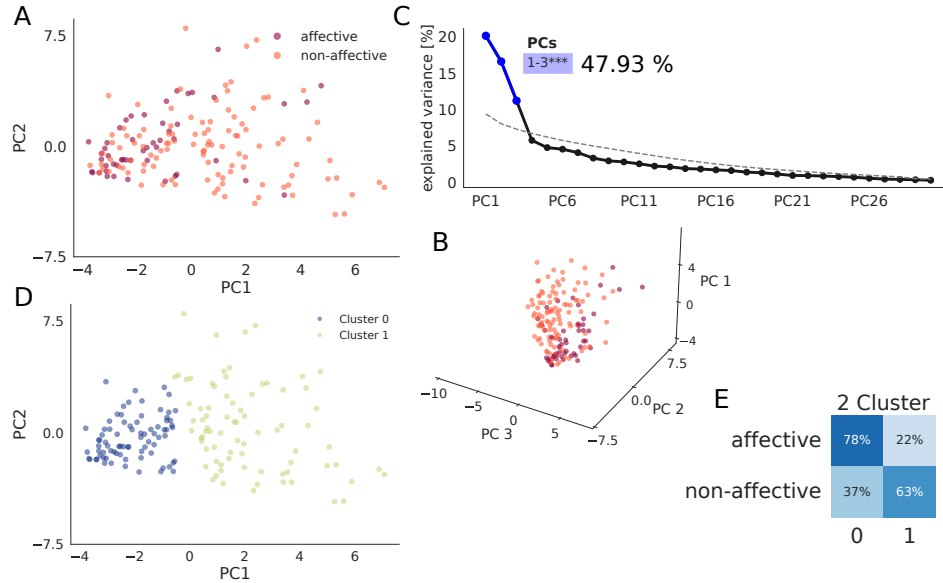 A
7.5
0.0
−7.5
PC2
affective
non-affective
−4
−2
0
2
4
6
PC1
C
explained variance [%]
20
15
10
5
0
PCs
1-3***
47.93 %
PC1
PC6
PC11
PC16
PC21
PC26
B
4
0
−4
PC 1
7.5
0.0
−7.5
PC 2
−10
−5
0
5
PC 3
D
7.5
0.0
−7.5
PC2
Cluster 0
Cluster 1
−4
−2
0
2
4
6
PC1
E
2 Cluster
affective
78%
22%
non-affective
37%
63%
0
1